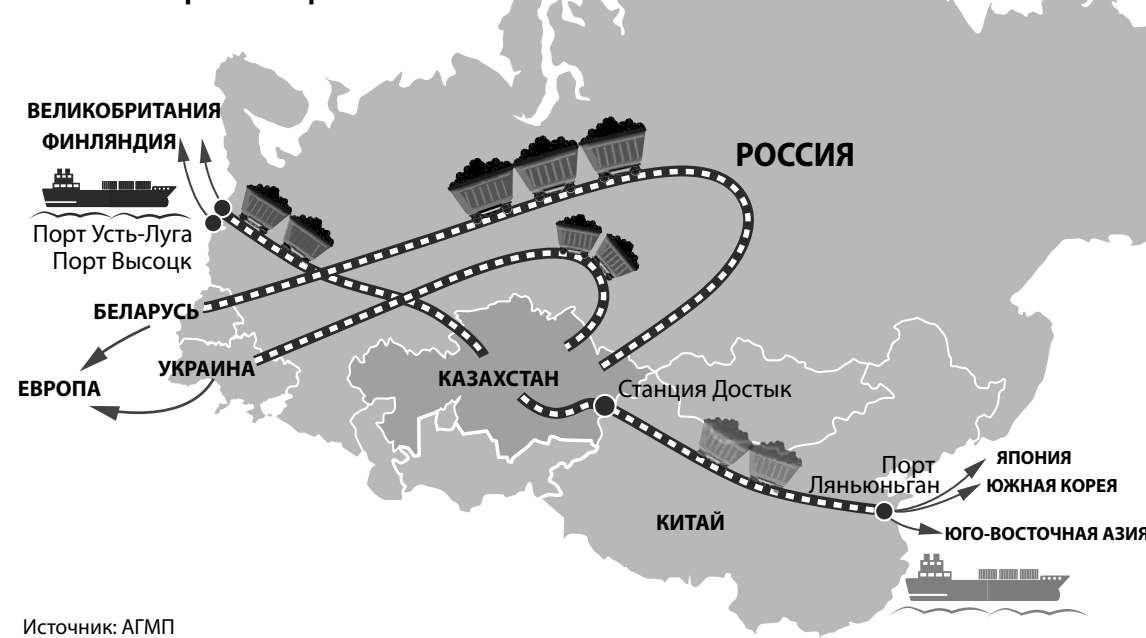 ВЕЛИКОБРИТАНИЯ
ФИНЛЯНДИЯ
РОССИЯ
Порт Усть-Луга
Порт Высоцк
БЕЛАРУСЬ
УКРАИНА
ЕВРОПА
КАЗАХСТАН
Станция Достык
Порт
Ляньюньган
ЯПОНИЯ
ЮЖНАЯ КОРЕЯ
КИТАЙ
ЮГО-ВОСТОЧНАЯ АЗИЯ
Источник: АГМП